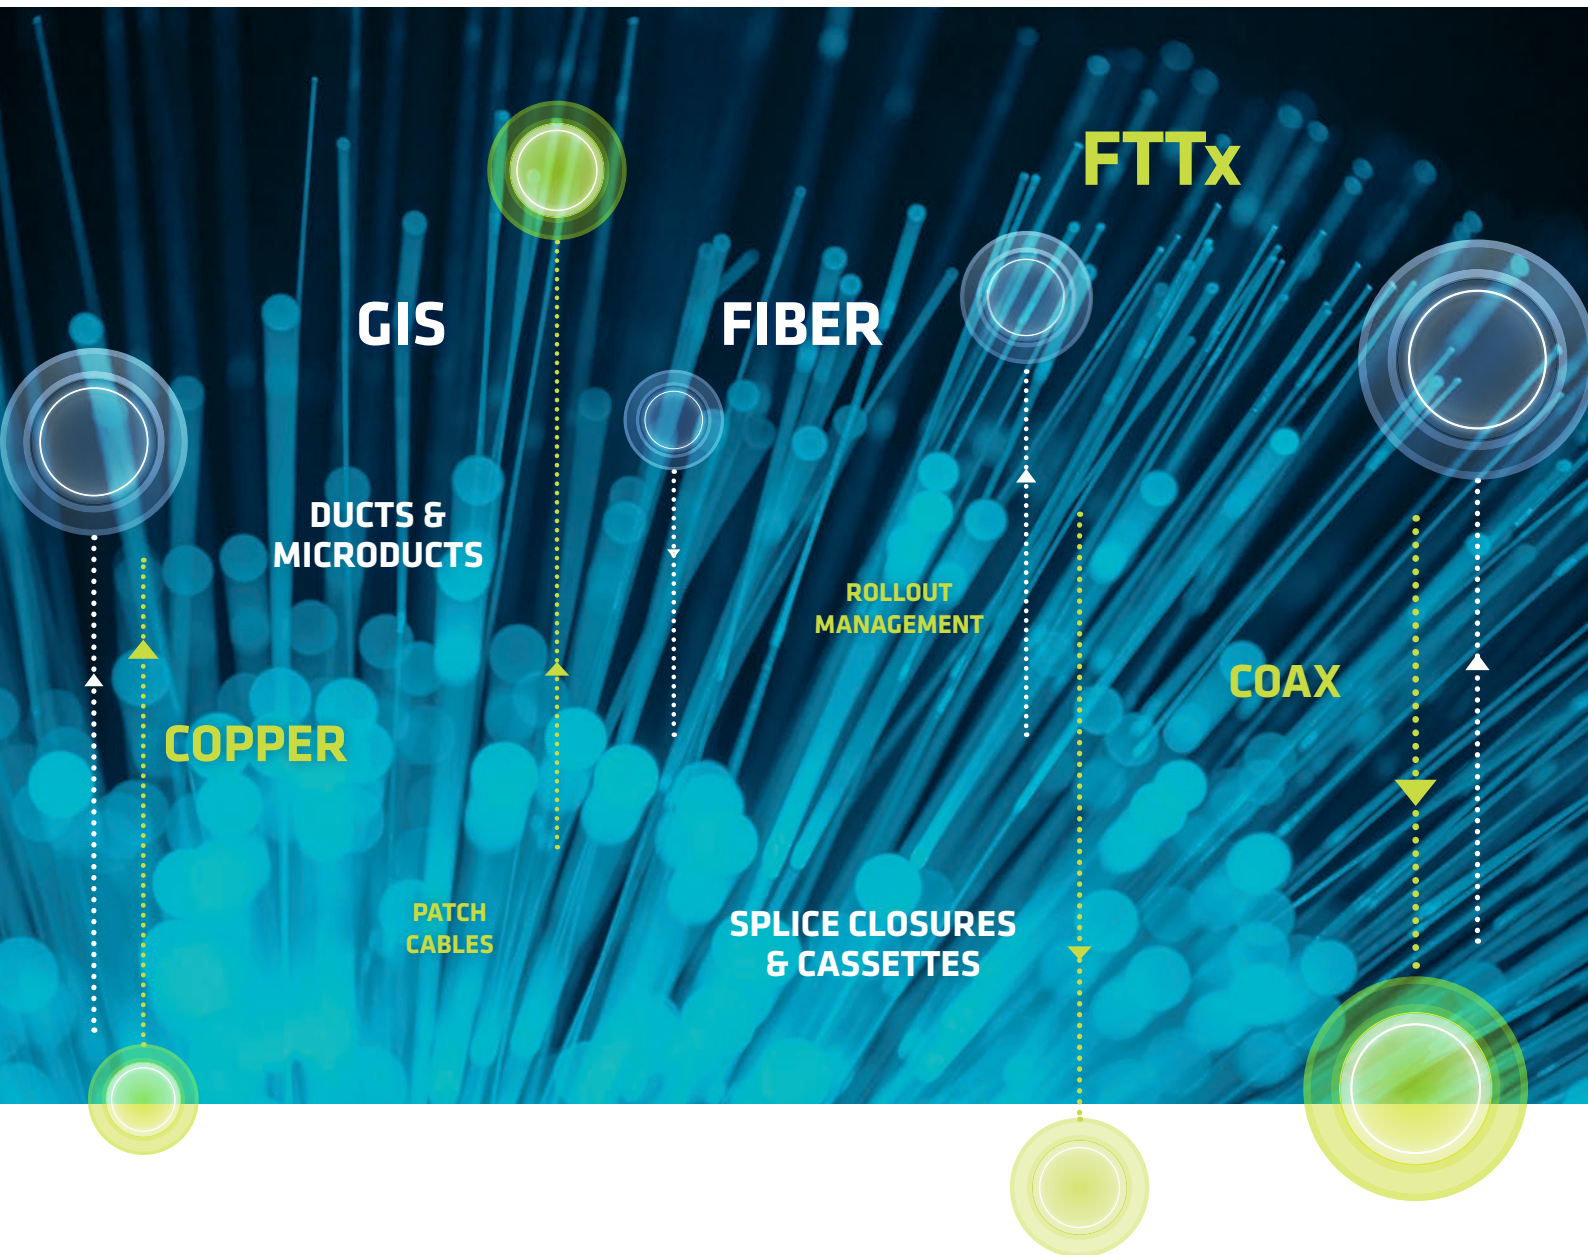 FTTx
GIS
FIBER
DUCTS &
MICRODUCTS
ROLLOUT
MANAGEMENT
COAX
COPPER
PATCH
CABLES
SPLICE CLOSURES
& CASSETTES